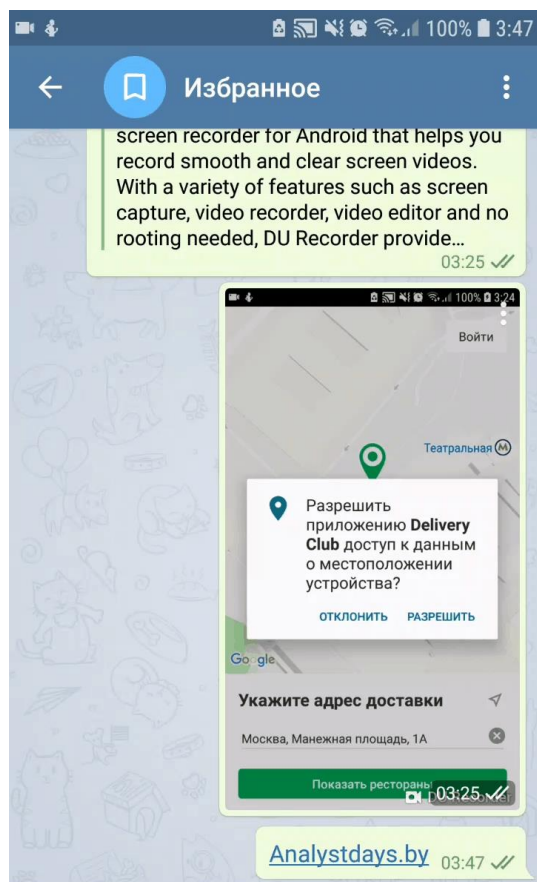 100% 3:47
Избранное
screen recorder for Android that helps you
record smooth and clear screen videos.
With a variety of features such as screen
capture, video recorder, video editor and no
rooting needed, DU Recorder provide...
03:25
100% 3:24
Войти
Театральная М
Разрешить
приложению Delivery
Club доступ к данным
о местоположении
устройства?
ОТКЛОНИТЬ РАЗРЕШИТЬ
Google
Укажите адрес доставки
Москва, Манежная площадь, 1А
Показать рестораны
03:25
Analystdays.by 03:47